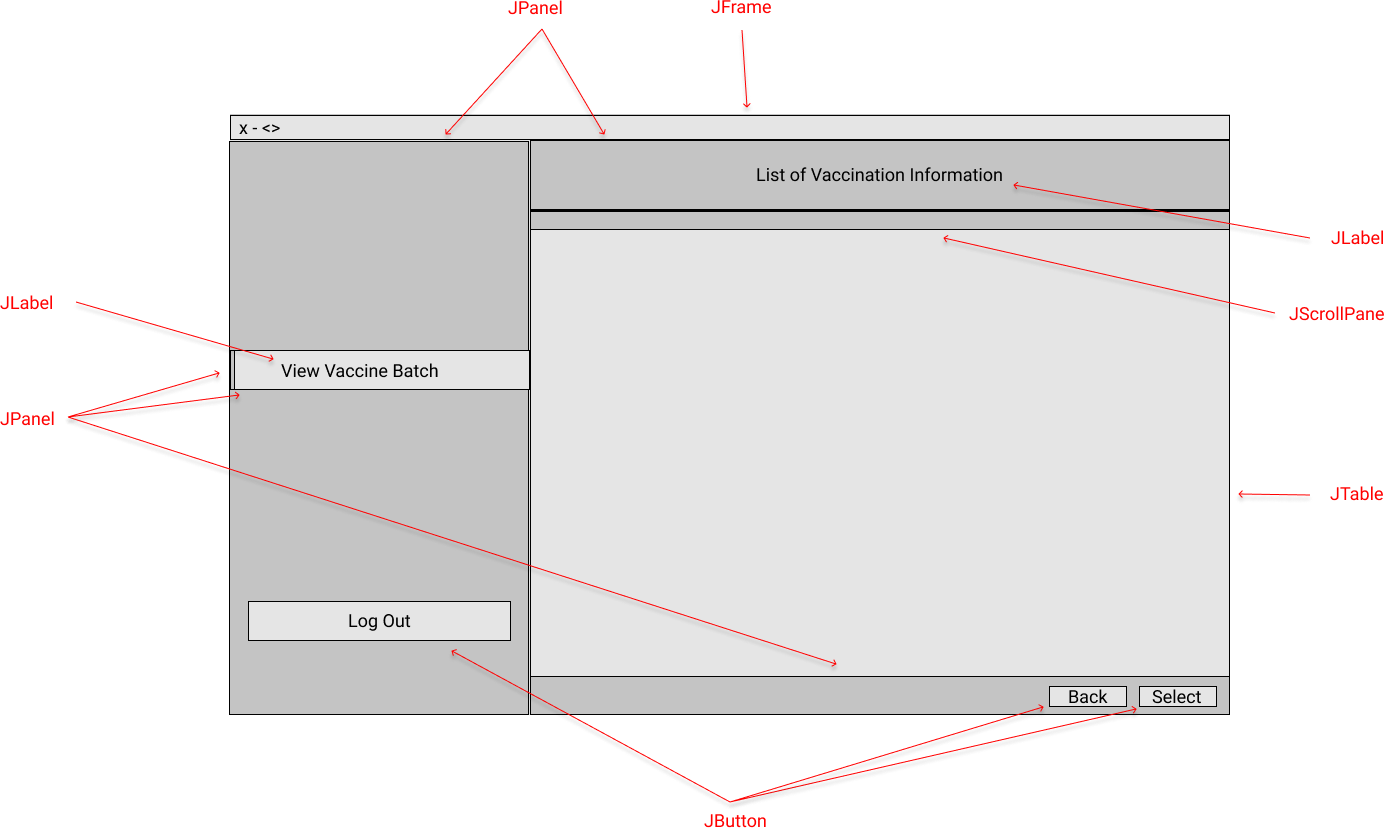 JPanel
JFrame
x - <>
List of Vaccination Information
JLabel
JLabel
JScrollPane
View Vaccine Batch
JPanel
JTable
Log Out
Back
Select
JButton